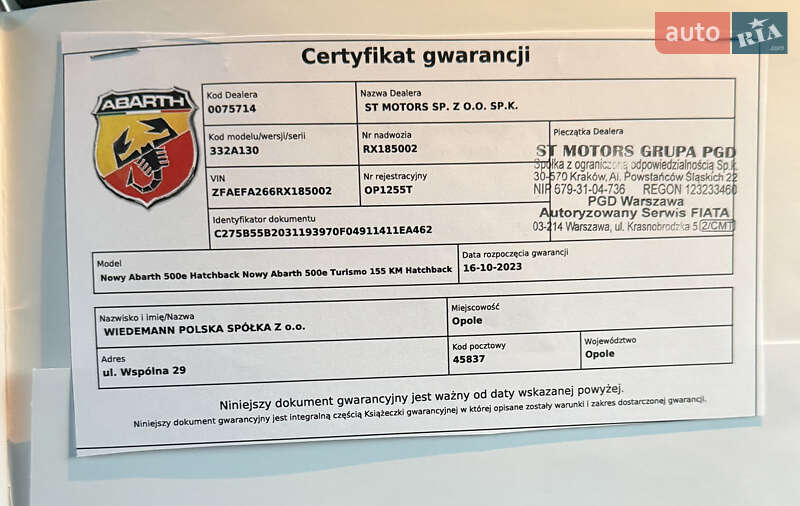 auto RIA
.com
Certyfikat gwarancji
ABARTH
Kod Dealera
0075714
Nazwa Dealera
ST MOTORS SP. Z O.O. SP.K.
Kod modelu/wersji/serii
332A130
Nr nadwozia
RX185002
Pieczątka Dealera
ST MOTORS GRUPA PGD
Spółka z ograniczoną odpowiedzialnością Sp.k.
30-570 Kraków, Al. Powstańców Śląskich 22
NIP 679-31-04-736 REGON 123233460
PGD Warszawa
Autoryzowany Serwis FIATA
03-214 Warszawa, ul. Krasnobrodzka 5 2/CMT
VIN
ZFAEFA266RX185002
Nr rejestracyjny
OP1255T
Identyfikator dokumentu
C275B55B2031193970F04911411EA462
Model
Nowy Abarth 500e Hatchback Nowy Abarth 500e Turismo 155 KM Hatchback
Data rozpoczęcia gwarancji
16-10-2023
Nazwisko i imię/Nazwa
WIEDEMANN POLSKA SPÓŁKA Z o.o.
Miejscowość
Opole
Adres
ul. Wspólna 29
Kod pocztowy
45837
Województwo
Opole
Niniejszy dokument gwarancyjny jest ważny od daty wskazanej powyżej.
Niniejszy dokument gwarancyjny jest integralną częścią Książeczki gwarancyjnej w której opisane zostały warunki i zakres dostarczonej gwarancji.